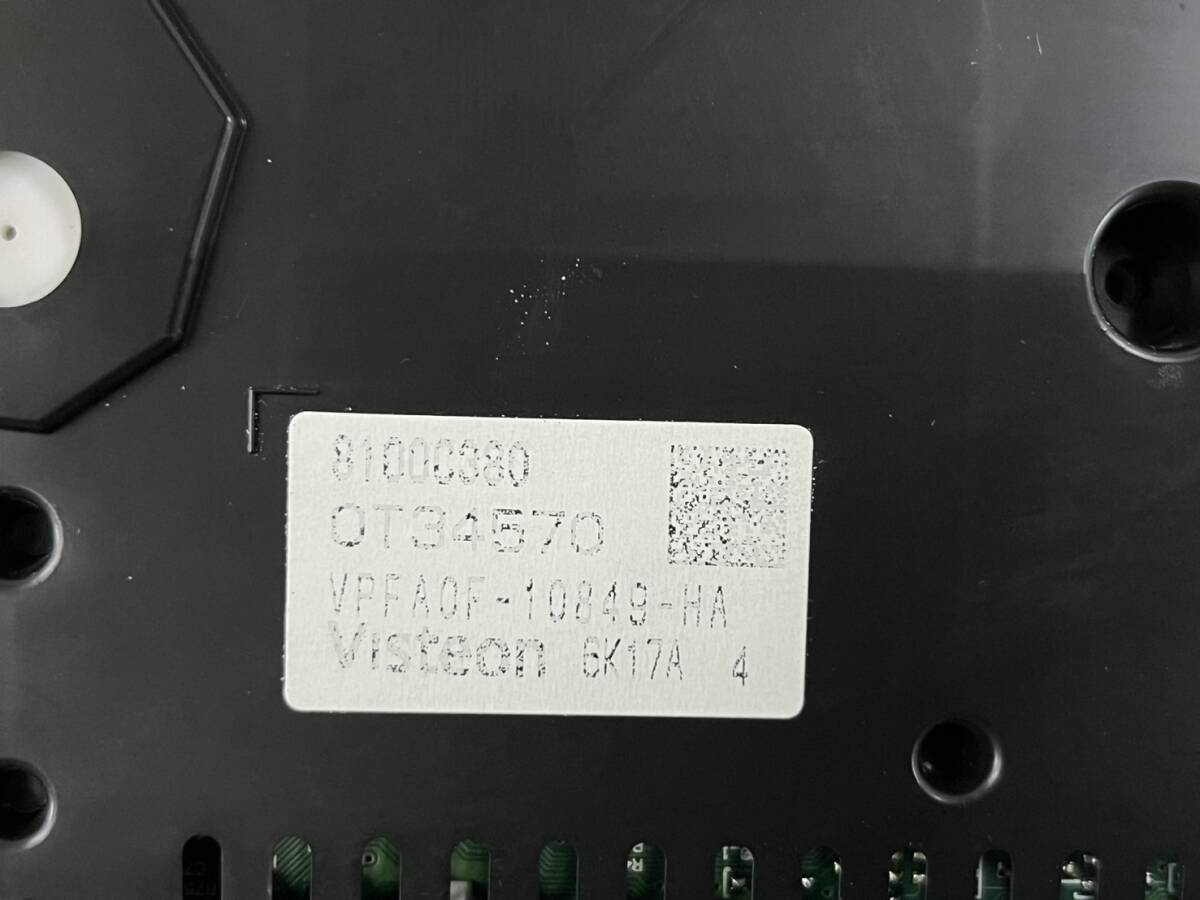 81000380
0T34570
VPFA0F-10849-HA
Visteon 6K17A 4